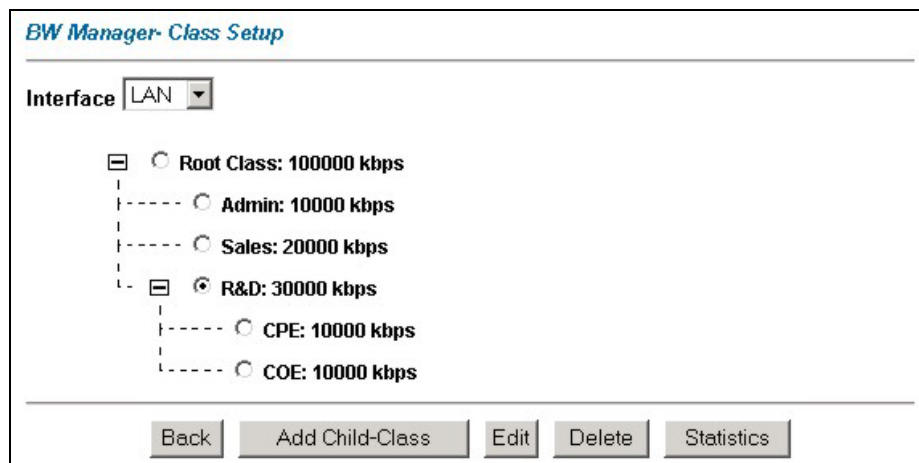 BW Manager- Class Setup
Interface LAN
Root Class: 100000 kbps
Admin: 10000 kbps
Sales: 20000 kbps
R&D: 30000 kbps
CPE: 10000 kbps
COE: 10000 kbps
Back Add Child-Class Edit Delete Statistics